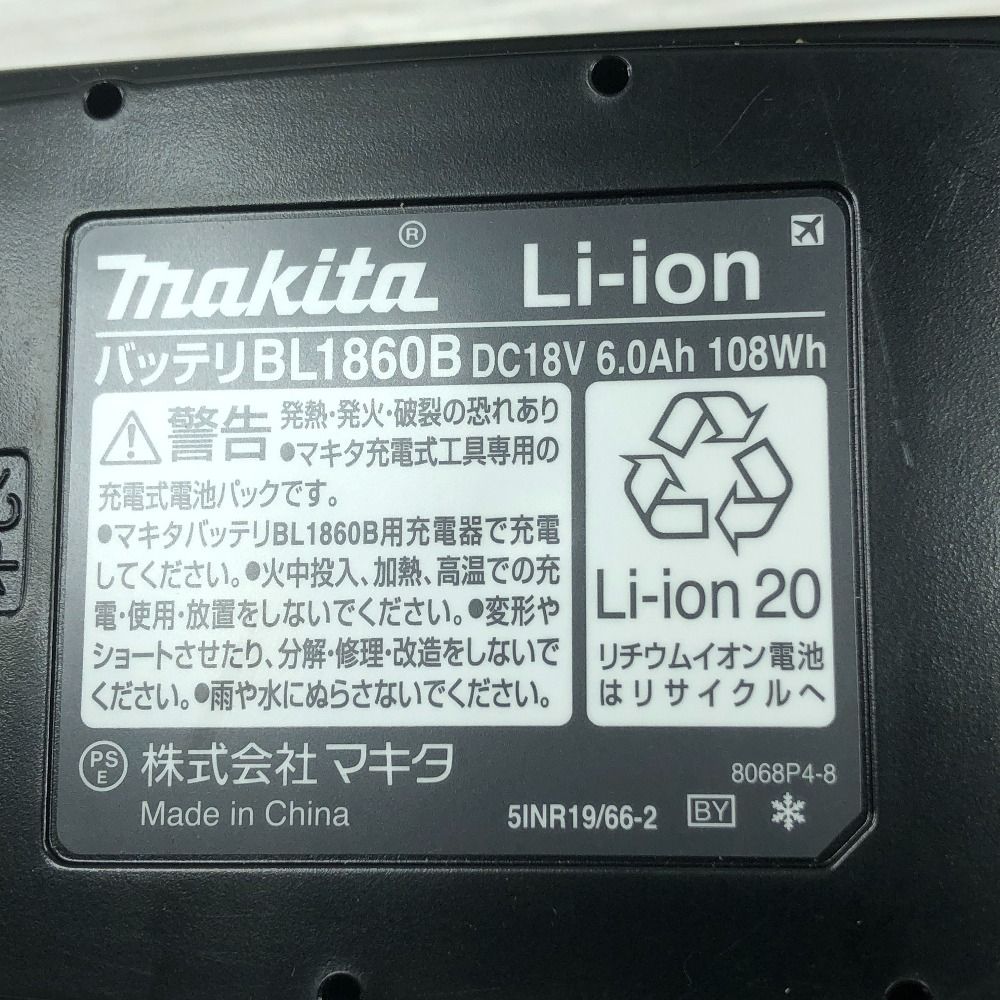 makita®
Li-ion
バッテリBL1860B DC18V 6.0Ah 108Wh
警告 発熱・発火・破裂の恐れあり
●マキタ充電式工具専用の
充電式電池パックです。
●マキタバッテリBL1860B用充電器で充電
してください。●火中投入、加熱、高温での充
電・使用・放置をしないでください。●変形や
ショートさせたり、分解・修理・改造をしないで
ください。●雨や水にぬらさないでください。
Li-ion 20
リチウムイオン電池
はリサイクルへ
PS
E
株式会社マキタ
8068P4-8
Made in China
5INR19/66-2
BY